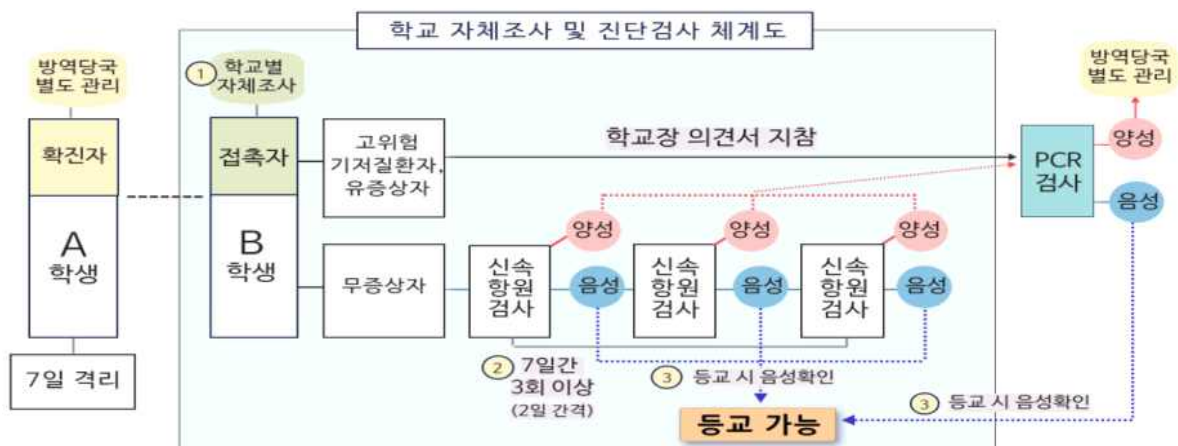 학교 자체조사 및 진단검사 체계도
방역당국
별도 관리
확진자
A
학생
7일 격리
① 학교별
자체조사
접촉자
B
학생
고위험
기저질환자,
유증상자
학교장 의견서 지참
무증상자
신속
항원
검사
양성
음성
신속
항원
검사
양성
음성
신속
항원
검사
양성
음성
② 7일간
3회 이상
(2일 간격)
③ 등교 시 음성확인
등교 가능
PCR
검사
방역당국
별도 관리
양성
음성
③ 등교 시 음성확인